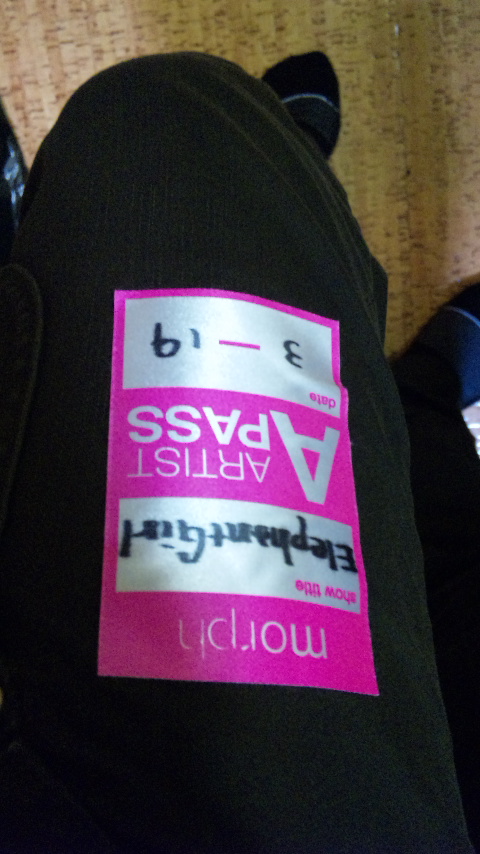 morph
show title
ElephantGirl
A ARTIST
PASS
date
3 — 19